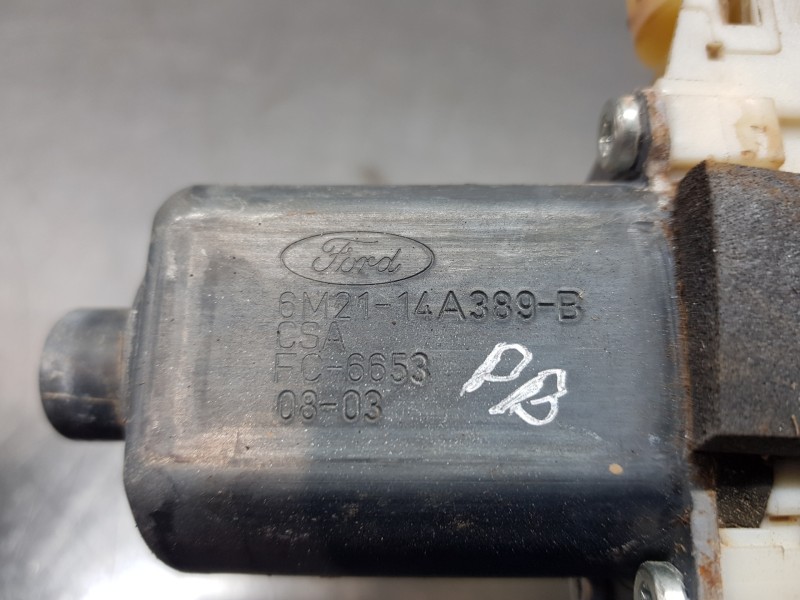 Ford
6M21-14A389-B
CSA
FC-6653
08-03
PB